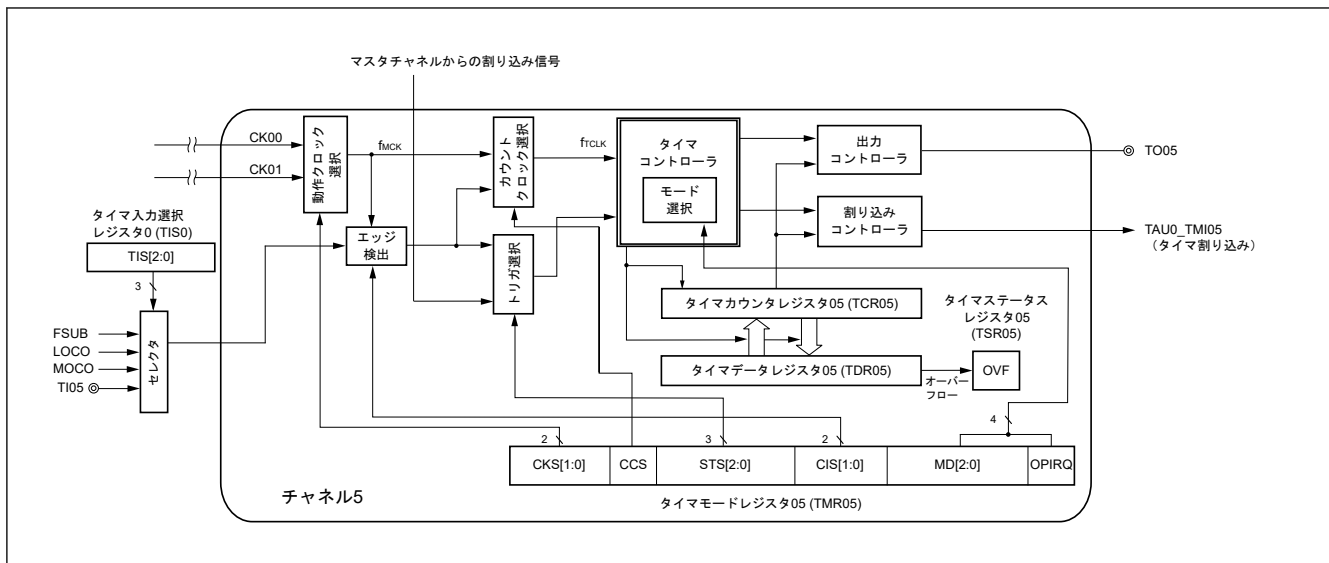 マスタチャネルからの割り込み信号
CK00
CK01
動作クロック
選択
fMCK
カウント
クロック選択
fTCLK
タイマ
コントローラ
モード
選択
出力
コントローラ
TO05
割り込み
コントローラ
TAU0_TMI05
(タイマ割り込み)
タイマ入力選択
レジスタ0 (TIS0)
TIS[2:0]
3
エッジ
検出
トリガ選択
FSUB
LOCO
MOCO
TI05
セレクタ
タイマカウンタレジスタ05 (TCR05)
タイマデータレジスタ05 (TDR05)
タイマステータス
レジスタ05
(TSR05)
オーバー
フロー
OVF
2
3
2
4
CKS[1:0]
CCS
STS[2:0]
CIS[1:0]
MD[2:0]
OPIRQ
チャネル5
タイマモードレジスタ05 (TMR05)